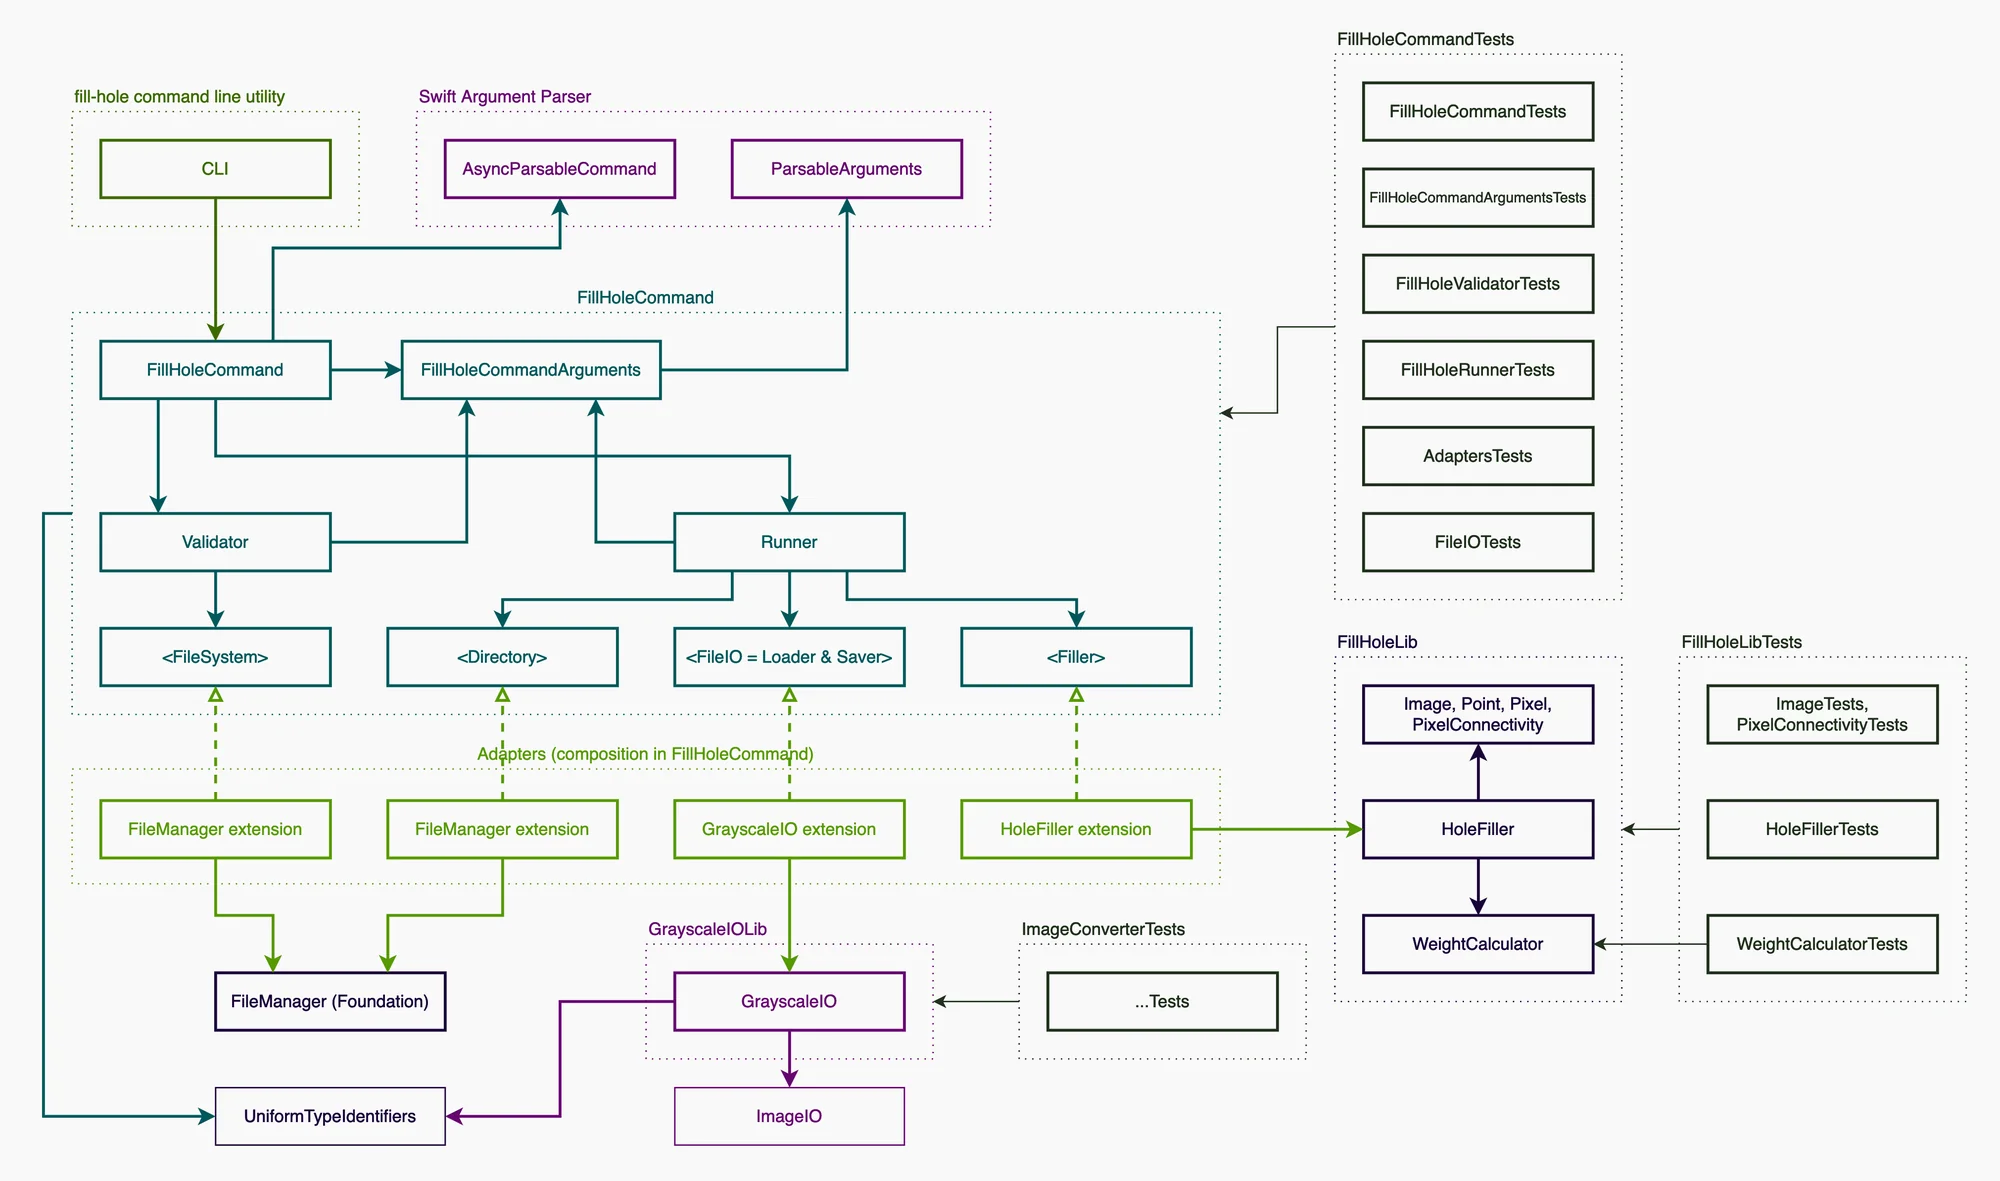 FillHoleCommandTests
FillHoleCommandTests
FillHoleCommandArgumentsTests
FillHoleValidatorTests
FillHoleRunnerTests
AdaptersTests
FileIOTests
fill-hole command line utility
CLI
Swift Argument Parser
AsyncParsableCommand
ParsableArguments
FillHoleCommand
FillHoleCommand
FillHoleCommandArguments
Validator
Runner
<FileSystem>
<Directory>
<FileIO = Loader & Saver>
<Filler>
Adapters (composition in FillHoleCommand)
FileManager extension
FileManager extension
GrayscaleIO extension
HoleFiller extension
FillHoleLib
Image, Point, Pixel,
PixelConnectivity
HoleFiller
WeightCalculator
FillHoleLibTests
ImageTests,
PixelConnectivityTests
HoleFillerTests
WeightCalculatorTests
FileManager (Foundation)
GrayscaleIOLib
GrayscaleIO
ImageConverterTests
...Tests
UniformTypeIdentifiers
ImageIO